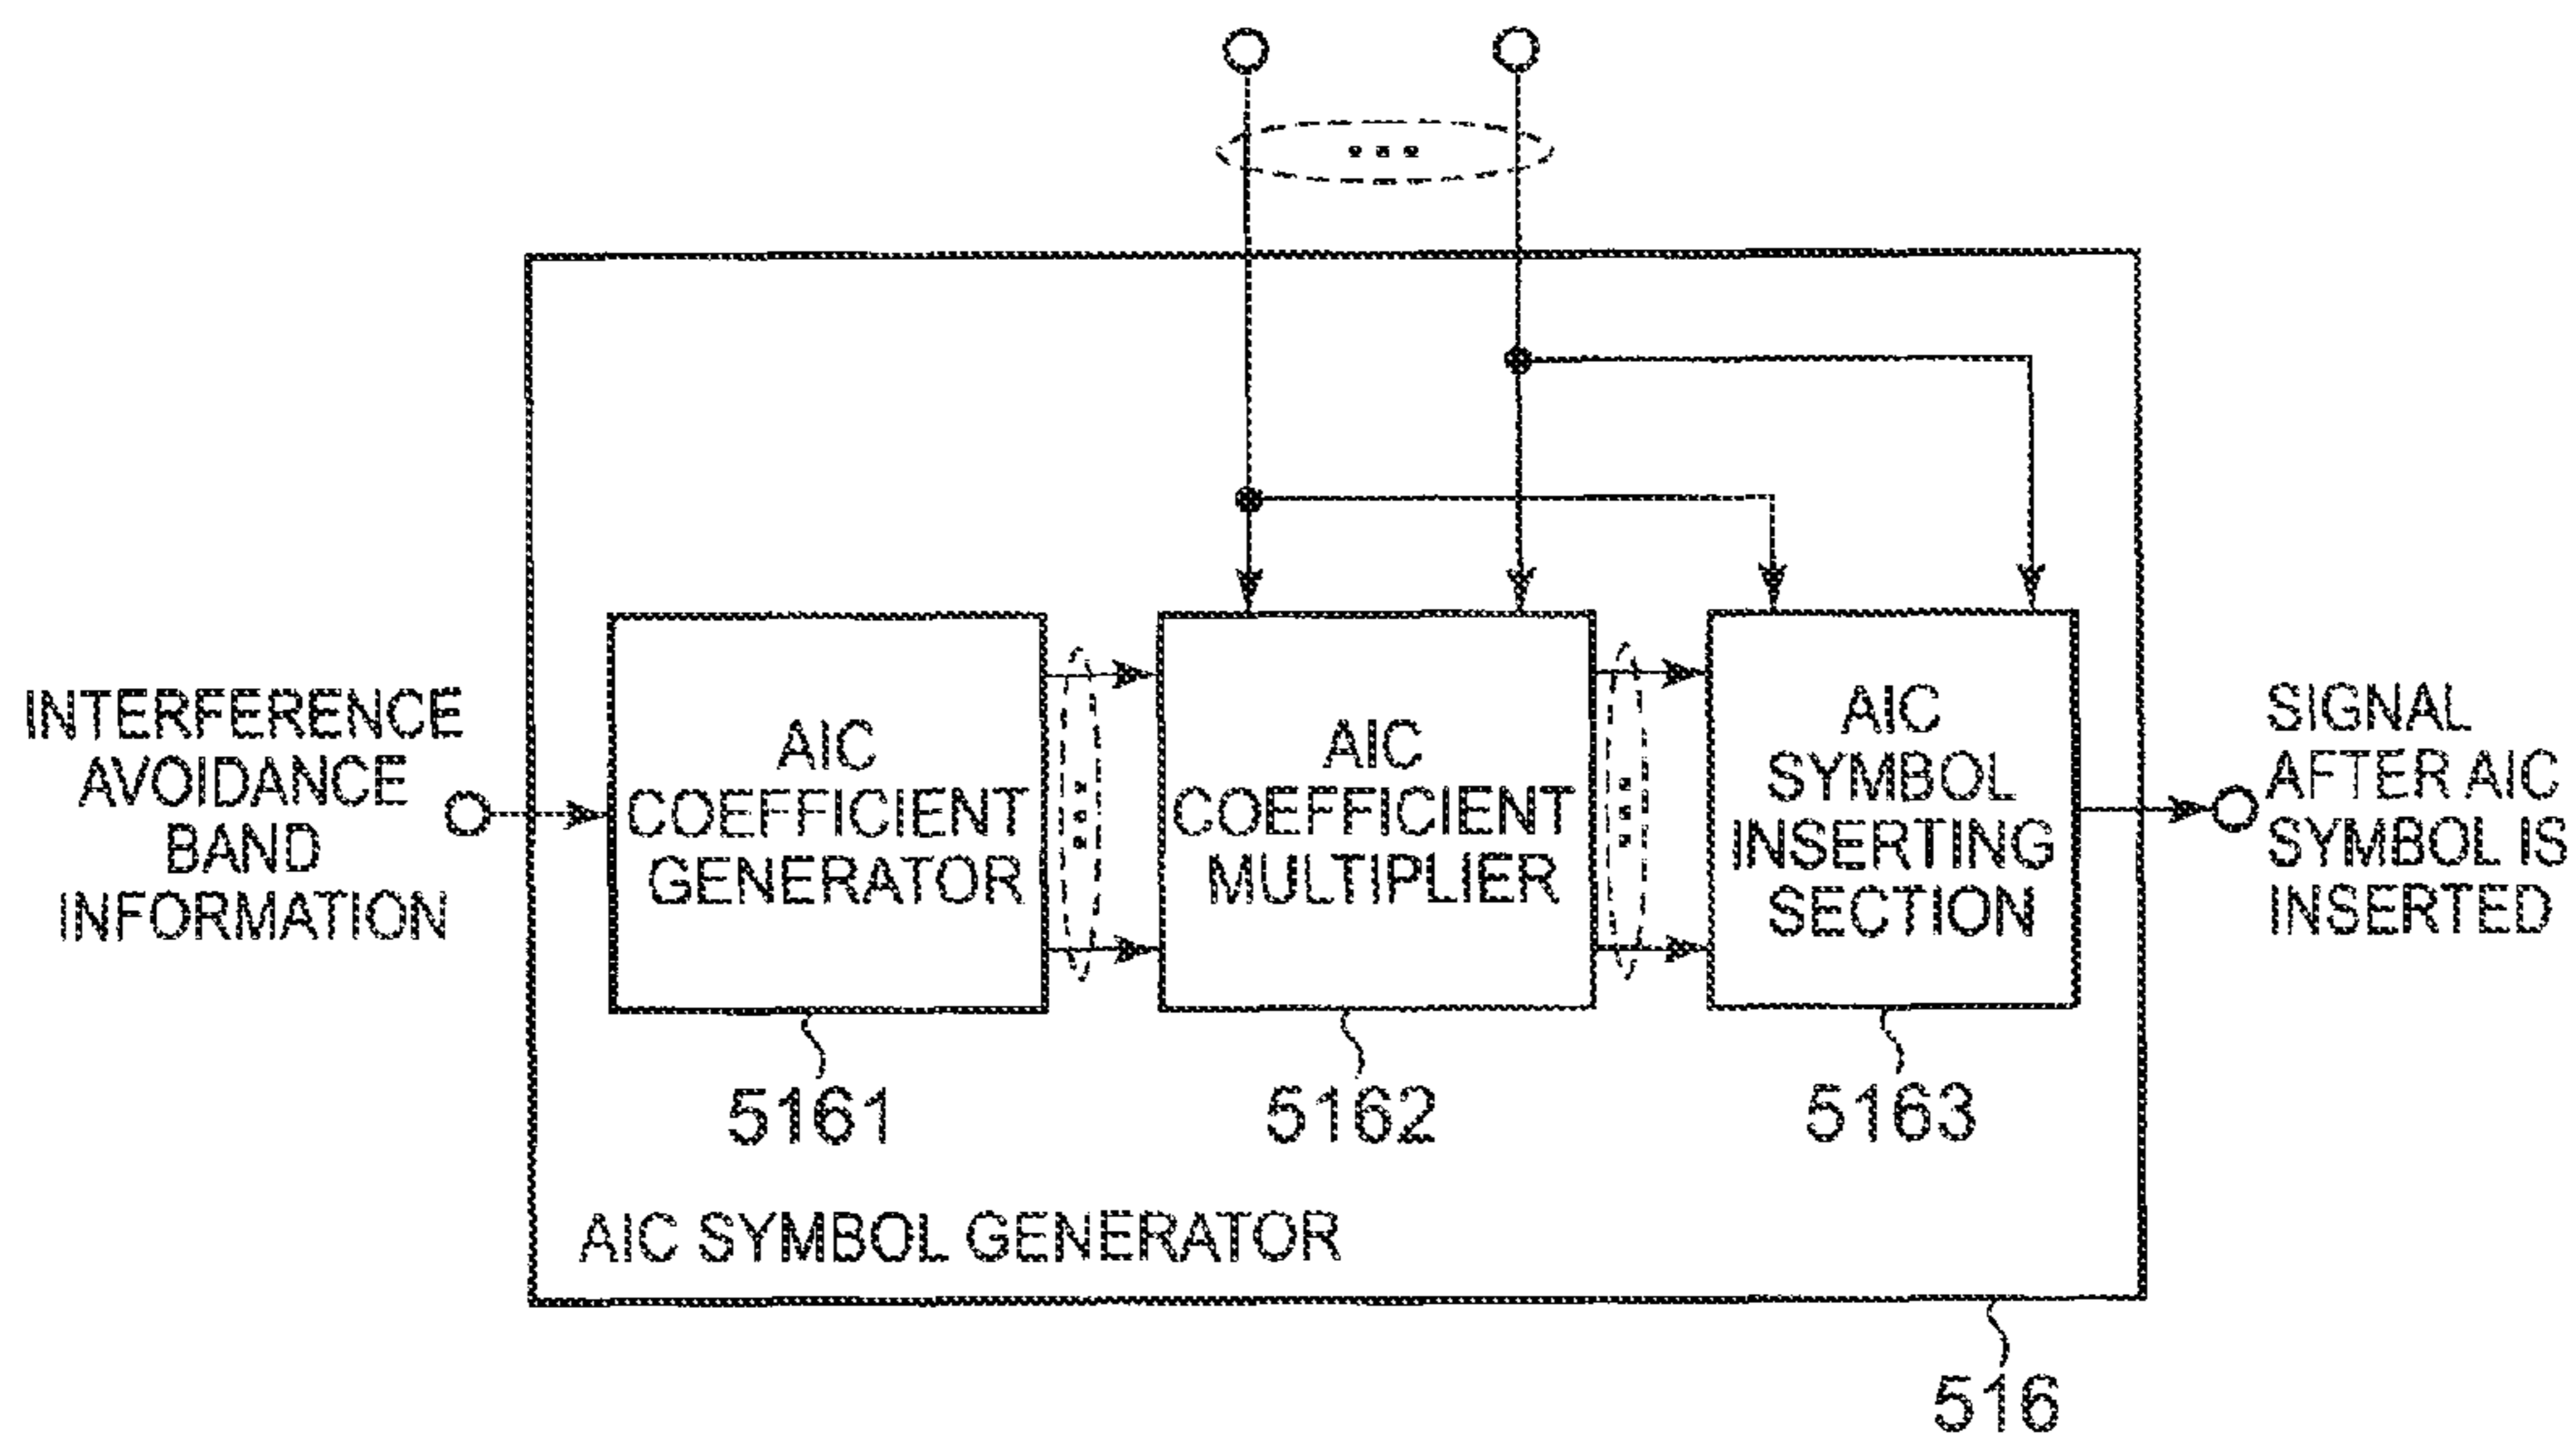 INTERFERENCE
AVOIDANCE
BAND
INFORMATION
AIC
COEFFICIENT
GENERATOR
AIC
COEFFICIENT
MULTIPLIER
AIC
SYMBOL
INSERTING
SECTION
SIGNAL
AFTER AIC
SYMBOL IS
INSERTED
5161
5162
5163
AIC SYMBOL GENERATOR
516